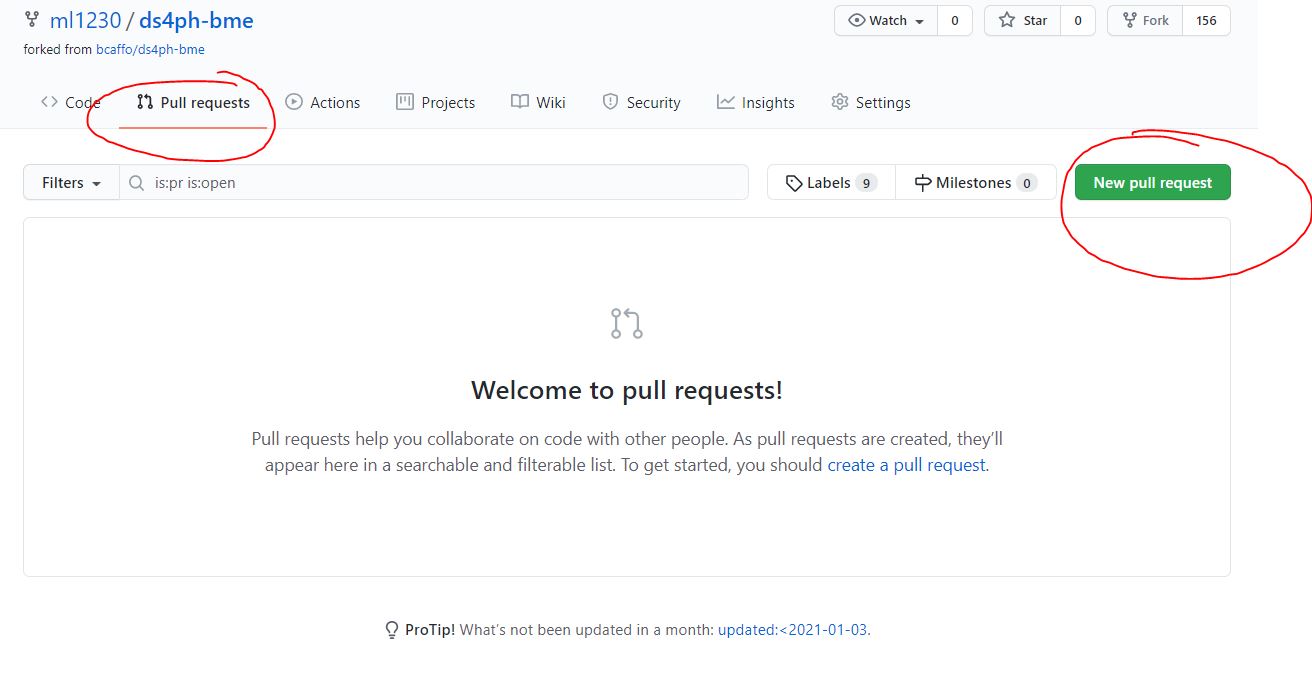 ml1230 / ds4ph-bme Watch 0 Star 0 Fork 156
forked from bcaffo/ds4ph-bme
Code Pull requests Actions Projects Wiki Security Insights Settings
Filters is:pr is:open Labels 9 Milestones 0 New pull request
Welcome to pull requests!
Pull requests help you collaborate on code with other people. As pull requests are created, they’ll
appear here in a searchable and filterable list. To get started, you should create a pull request.
ProTip! What’s not been updated in a month: updated:<2021-01-03.